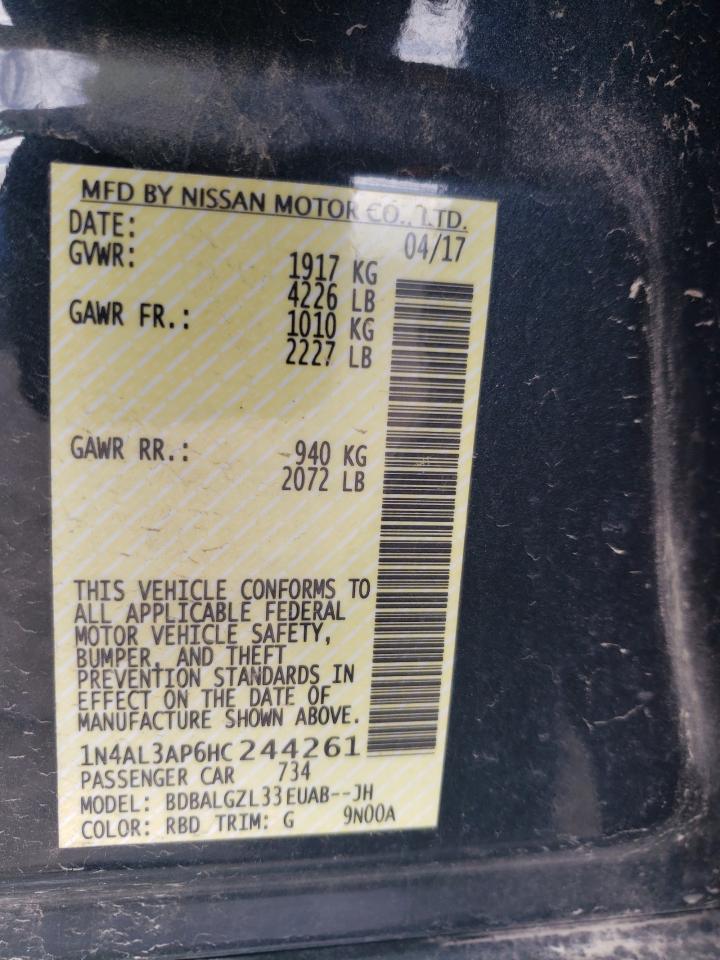 MFD BY NISSAN MOTOR CO., LTD.
DATE: 04/17
GVWR: 1917 KG
4226 LB
GAWR FR.: 1010 KG
2227 LB
GAWR RR.: 940 KG
2072 LB
THIS VEHICLE CONFORMS TO
ALL APPLICABLE FEDERAL
MOTOR VEHICLE SAFETY,
BUMPER, AND THEFT
PREVENTION STANDARDS IN
EFFECT ON THE DATE OF
MANUFACTURE SHOWN ABOVE.
1N4AL3AP6HC244261
PASSENGER CAR 734
MODEL: BDBALGZL33EUAB--JH
COLOR: RBD TRIM: G 9N00A